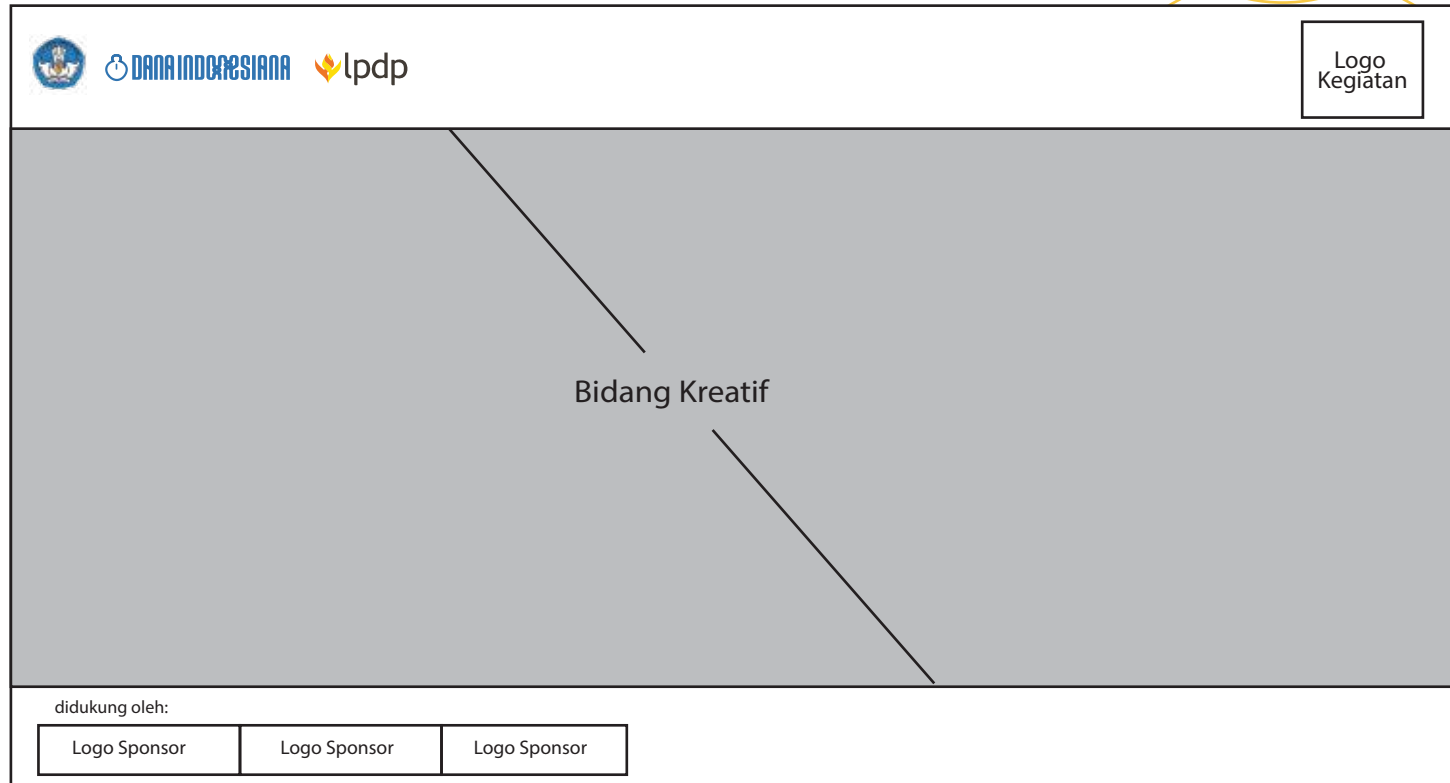 DANA INDONESIANA lpdp
Logo
Kegiatan
Bidang Kreatif
didukung oleh:
Logo Sponsor Logo Sponsor Logo Sponsor